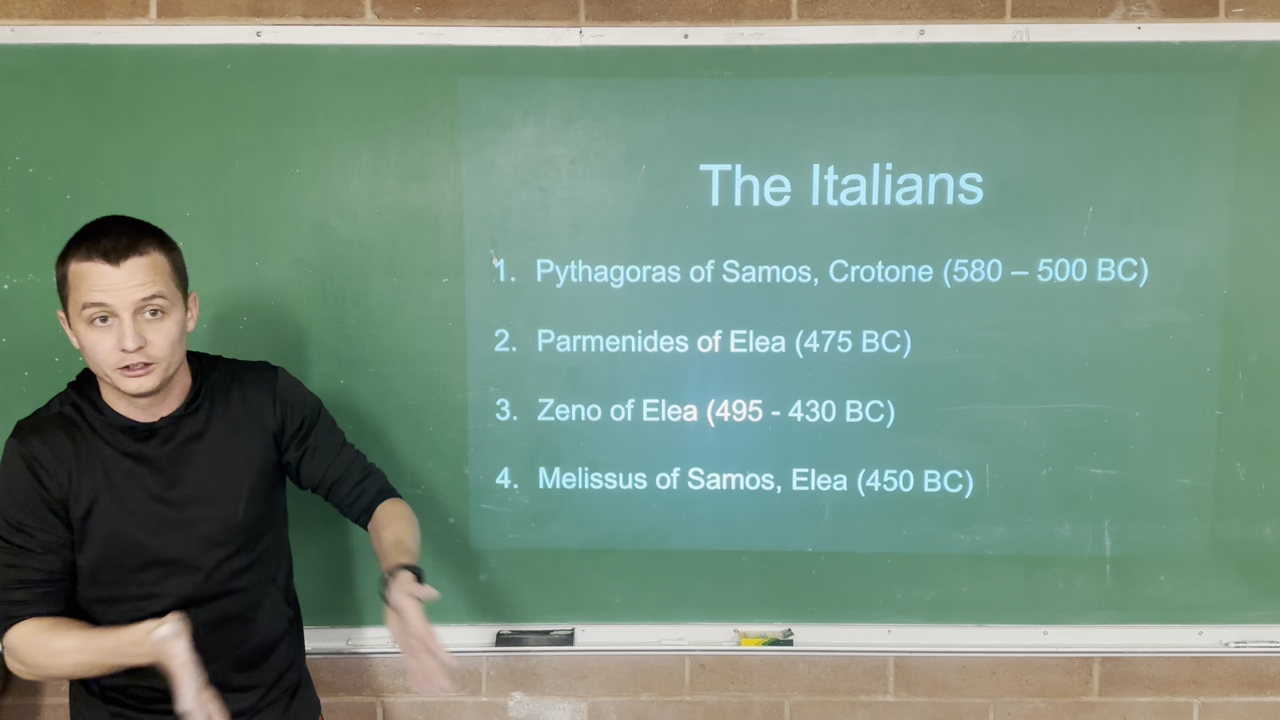 The Italians
1. Pythagoras of Samos, Crotone (580 – 500 BC)
2. Parmenides of Elea (475 BC)
3. Zeno of Elea (495 - 430 BC)
4. Melissus of Samos, Elea (450 BC)